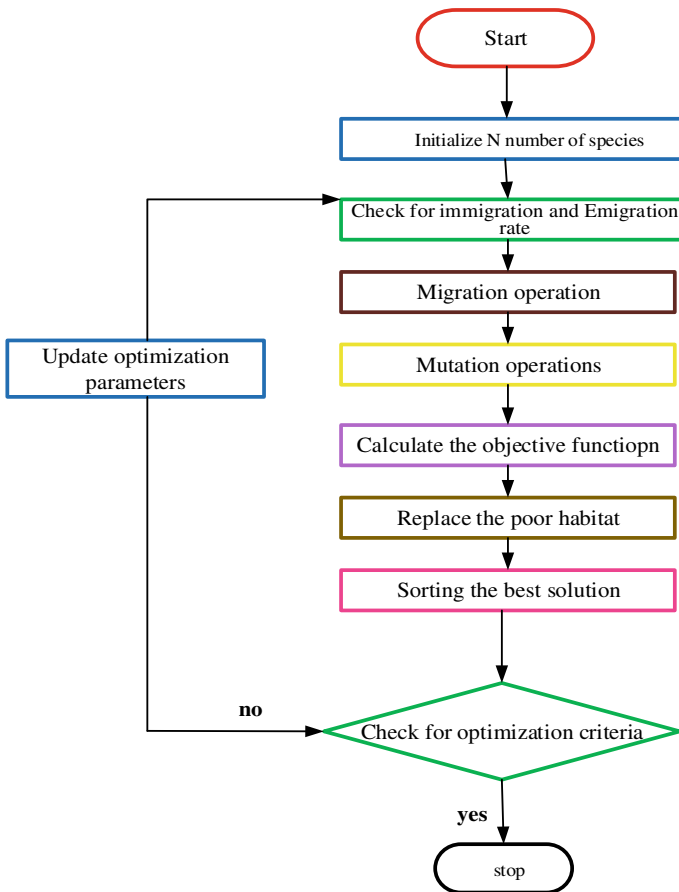 Start
Initialize N number of species
Check for immigration and Emigration
rate
Migration operation
Update optimization
parameters
Mutation operations
Calculate the objective functiopn
Replace the poor habitat
Sorting the best solution
no
Check for optimization criteria
yes
stop